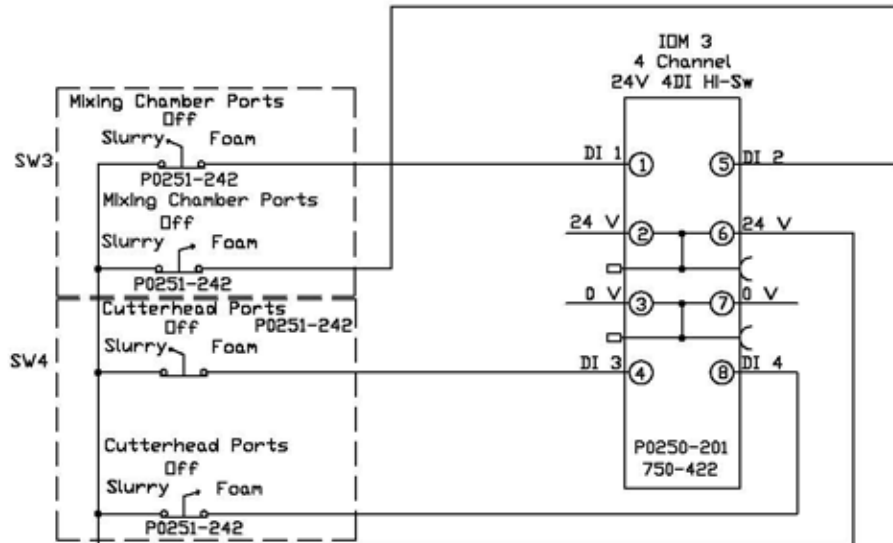 IOM 3
4 Channel
24V 4DI HI-Sw
Mixing Chamber Ports
Off
Slurry Foam
SW3
P0251-242
Mixing Chamber Ports
Off
Slurry Foam
P0251-242
Cutterhead Ports
P0251-242
Off
Slurry Foam
SW4
Cutterhead Ports
Off
Slurry Foam
P0251-242
DI 1 1 5 DI 2
24 V 2 6 24 V
0 V 3 7 0 V
DI 3 4 8 DI 4
P0250-201
750-422